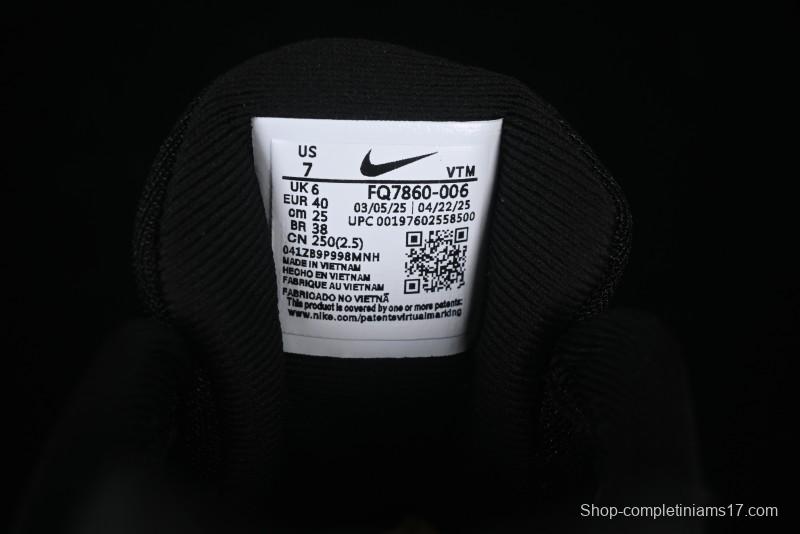 US
7
VTM
UK 6
EUR 40
cm 25
BR 38
CN 250(2.5)
FQ7860-006
03/05/25 | 04/22/25
UPC 00197602558500
041ZB9P998MNH
MADE IN VIETNAM
HECHO EN VIETNAM
FABRIQUE AU VIETNAM
FABRICADO NO VIETNÃ
This product is covered by one or more patents:
www.nike.com/patentsvirtualmarking
Shop-completiniams17.com/